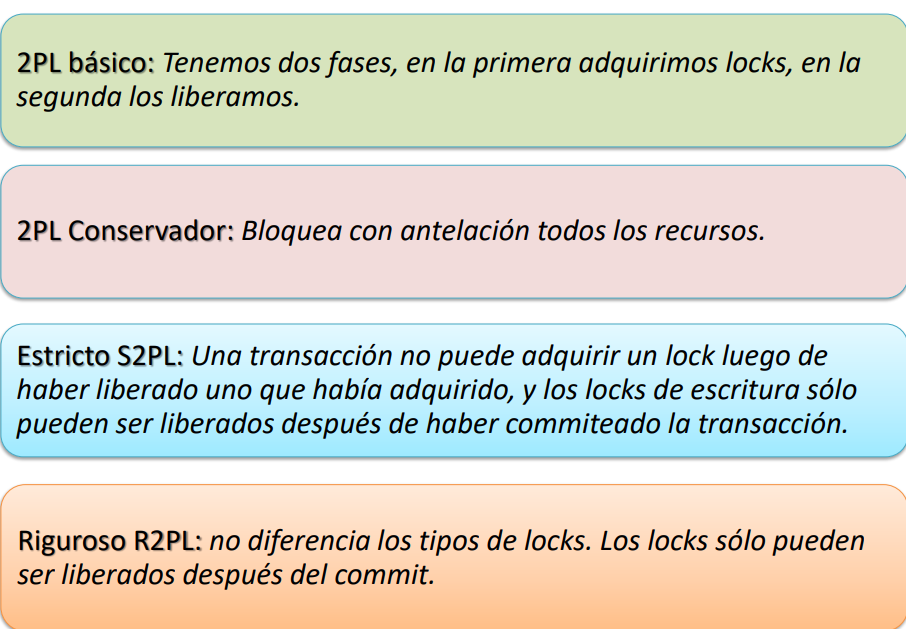 2PL básico: Tenemos dos fases, en la primera adquirimos locks, en la
segunda los liberamos.
2PL Conservador: Bloquea con antelación todos los recursos.
Estricto S2PL: Una transacción no puede adquirir un lock luego de
haber liberado uno que había adquirido, y los locks de escritura sólo
pueden ser liberados después de haber commiteado la transacción.
Riguroso R2PL: no diferencia los tipos de locks. Los locks sólo pueden
ser liberados después del commit.